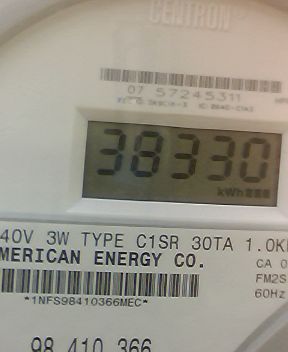 CENTRON
07 57245311
38330
kWh
40V 3W TYPE C1SR 30TA 1.0K
MERICAN ENERGY CO.
CA 0
FM2S
*1NFS98410366MEC*
60Hz
98 410 366